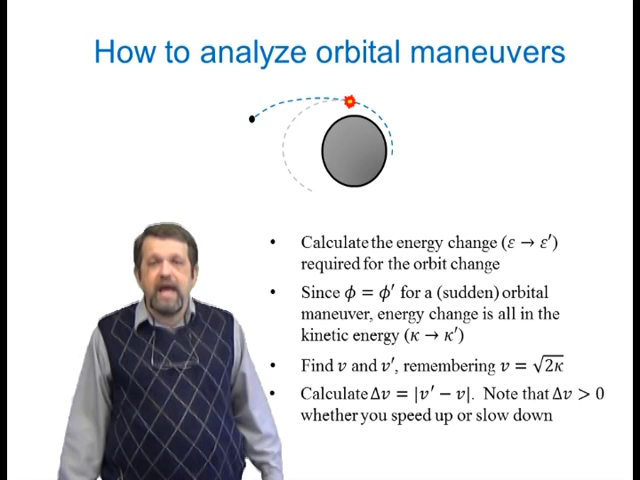 How to analyze orbital maneuvers
• Calculate the energy change (ε → ε′)
required for the orbit change
• Since ϕ = ϕ′ for a (sudden) orbital
maneuver, energy change is all in the
kinetic energy (κ → κ′)
• Find v and v′, remembering v = √2κ
• Calculate Δv = |v′ − v|. Note that Δv > 0
whether you speed up or slow down